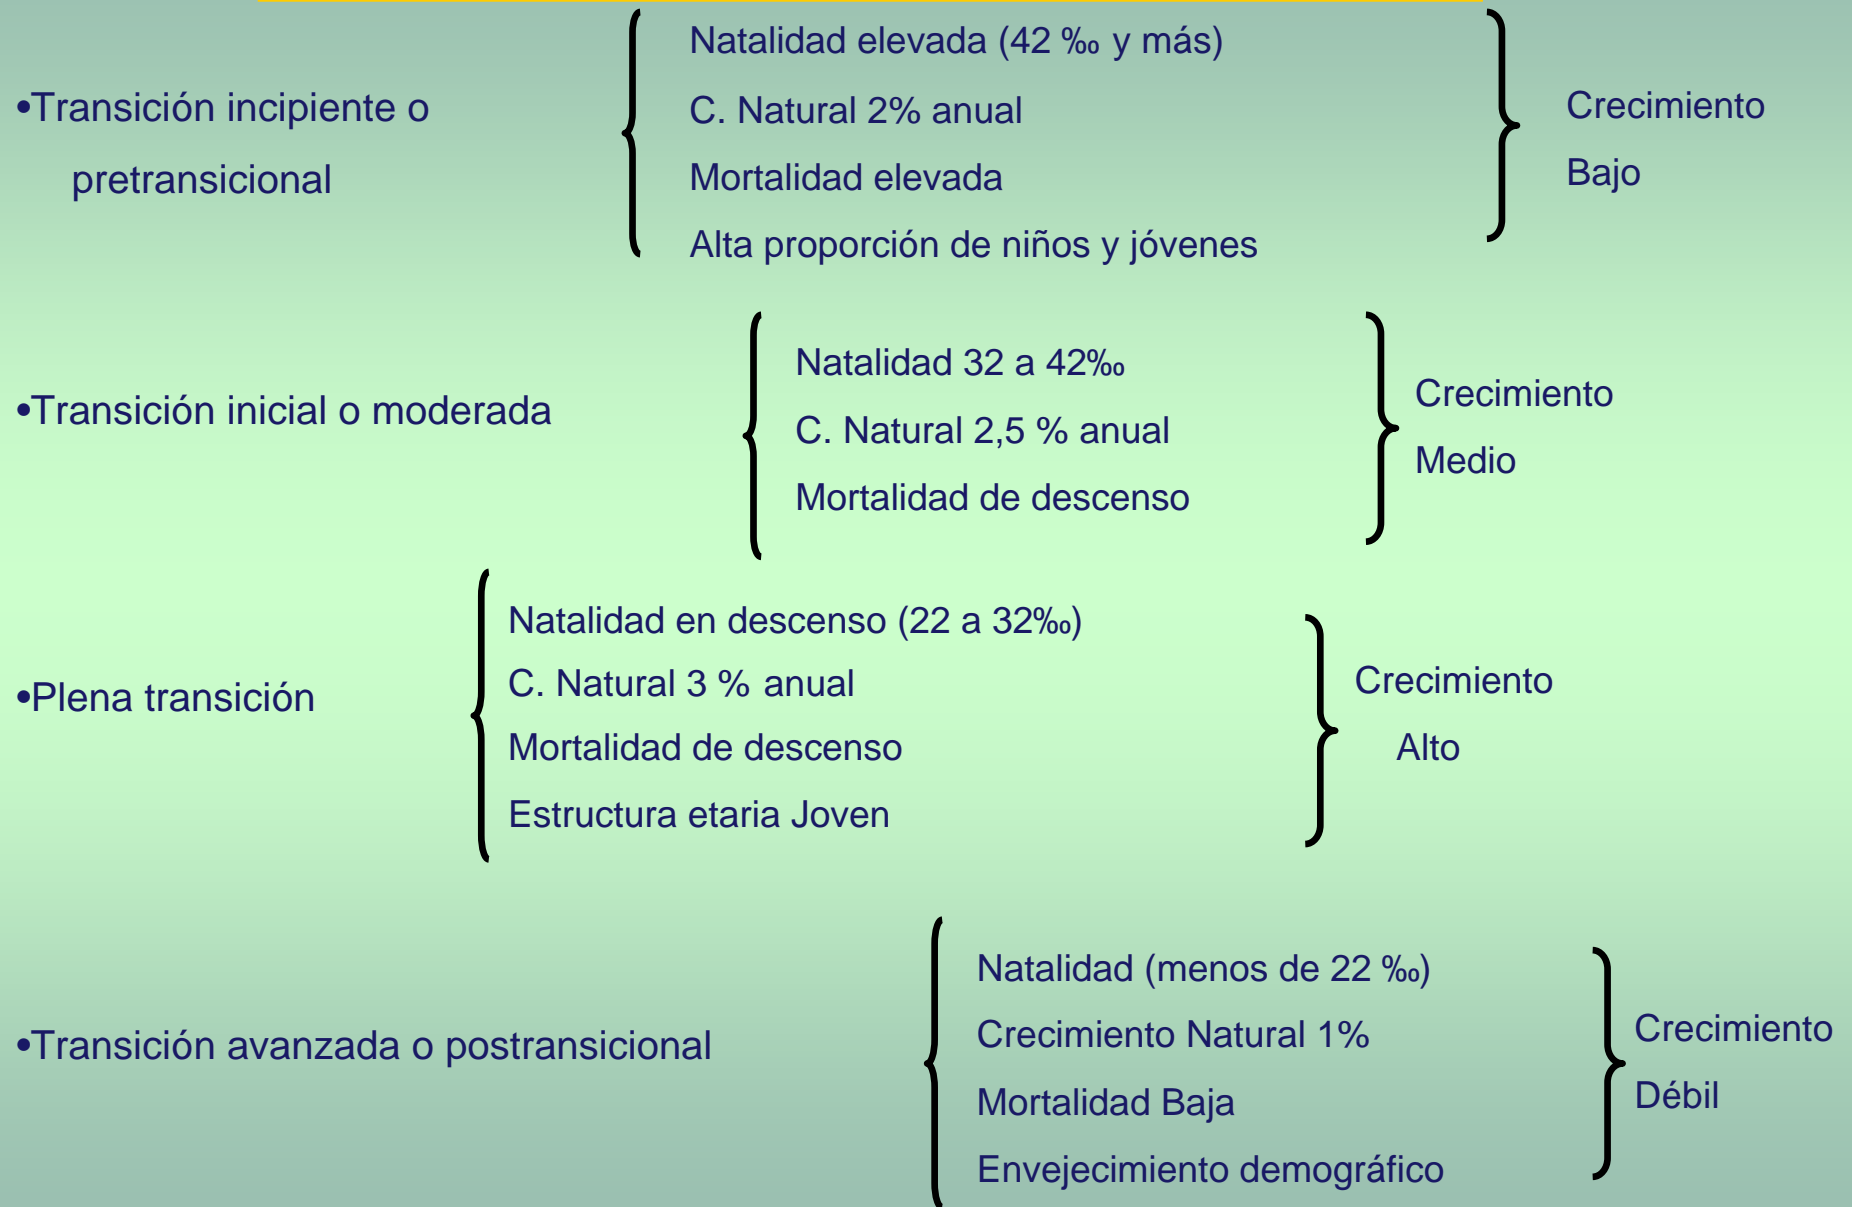 •Transición incipiente o
pretransicional
Natalidad elevada (42 ‰ y más)
C. Natural 2% anual
Mortalidad elevada
Alta proporción de niños y jóvenes
Crecimiento
Bajo
•Transición inicial o moderada
Natalidad 32 a 42‰
C. Natural 2,5 % anual
Mortalidad de descenso
Crecimiento
Medio
•Plena transición
Natalidad en descenso (22 a 32‰)
C. Natural 3 % anual
Mortalidad de descenso
Estructura etaria Joven
Crecimiento
Alto
•Transición avanzada o postransicional
Natalidad (menos de 22 ‰)
Crecimiento Natural 1%
Mortalidad Baja
Envejecimiento demográfico
Crecimiento
Débil